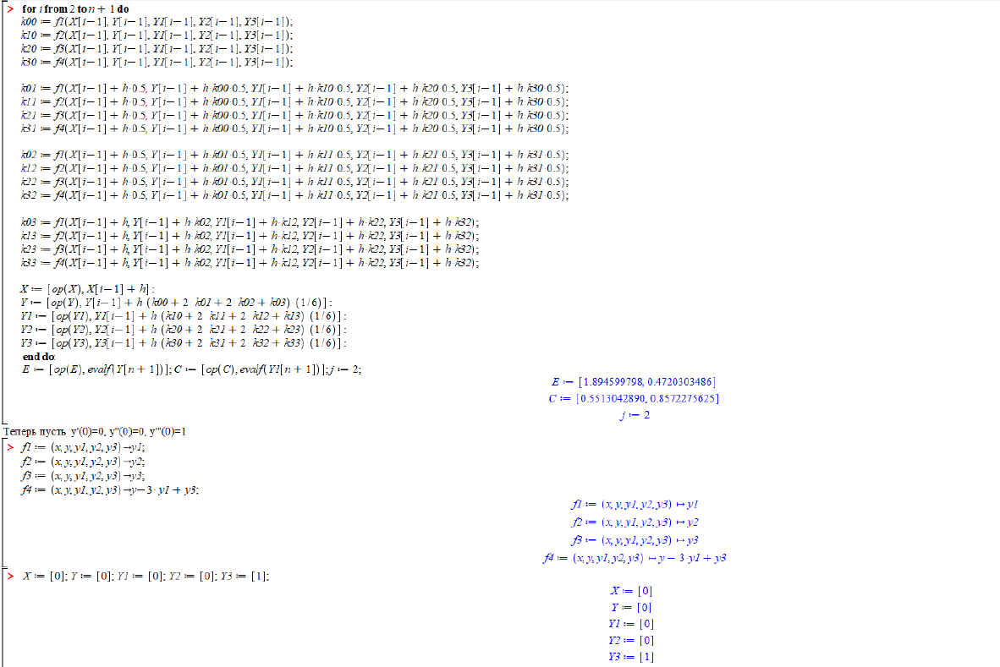 > for i from 2 to n + 1 do
k00 := f1(X[i−1], Y[i−1], Y1[i−1], Y2[i−1], Y3[i−1]);
k10 := f2(X[i−1], Y[i−1], Y1[i−1], Y2[i−1], Y3[i−1]);
k20 := f3(X[i−1], Y[i−1], Y1[i−1], Y2[i−1], Y3[i−1]);
k30 := f4(X[i−1], Y[i−1], Y1[i−1], Y2[i−1], Y3[i−1]);
k01 := f1(X[i−1] + h·0.5, Y[i−1] + h·k00·0.5, Y1[i−1] + h·k10·0.5, Y2[i−1] + h·k20·0.5, Y3[i−1] + h·k30·0.5);
k11 := f2(X[i−1] + h·0.5, Y[i−1] + h·k00·0.5, Y1[i−1] + h·k10·0.5, Y2[i−1] + h·k20·0.5, Y3[i−1] + h·k30·0.5);
k21 := f3(X[i−1] + h·0.5, Y[i−1] + h·k00·0.5, Y1[i−1] + h·k10·0.5, Y2[i−1] + h·k20·0.5, Y3[i−1] + h·k30·0.5);
k31 := f4(X[i−1] + h·0.5, Y[i−1] + h·k00·0.5, Y1[i−1] + h·k10·0.5, Y2[i−1] + h·k20·0.5, Y3[i−1] + h·k30·0.5);
k02 := f1(X[i−1] + h·0.5, Y[i−1] + h·k01·0.5, Y1[i−1] + h·k11·0.5, Y2[i−1] + h·k21·0.5, Y3[i−1] + h·k31·0.5);
k12 := f2(X[i−1] + h·0.5, Y[i−1] + h·k01·0.5, Y1[i−1] + h·k11·0.5, Y2[i−1] + h·k21·0.5, Y3[i−1] + h·k31·0.5);
k22 := f3(X[i−1] + h·0.5, Y[i−1] + h·k01·0.5, Y1[i−1] + h·k11·0.5, Y2[i−1] + h·k21·0.5, Y3[i−1] + h·k31·0.5);
k32 := f4(X[i−1] + h·0.5, Y[i−1] + h·k01·0.5, Y1[i−1] + h·k11·0.5, Y2[i−1] + h·k21·0.5, Y3[i−1] + h·k31·0.5);
k03 := f1(X[i−1] + h, Y[i−1] + h·k02, Y1[i−1] + h·k12, Y2[i−1] + h·k22, Y3[i−1] + h·k32);
k13 := f2(X[i−1] + h, Y[i−1] + h·k02, Y1[i−1] + h·k12, Y2[i−1] + h·k22, Y3[i−1] + h·k32);
k23 := f3(X[i−1] + h, Y[i−1] + h·k02, Y1[i−1] + h·k12, Y2[i−1] + h·k22, Y3[i−1] + h·k32);
k33 := f4(X[i−1] + h, Y[i−1] + h·k02, Y1[i−1] + h·k12, Y2[i−1] + h·k22, Y3[i−1] + h·k32);
X := [op(X), X[i−1] + h]:
Y := [op(Y), Y[i−1] + h·(k00 + 2·k01 + 2·k02 + k03)·(1/6)]:
Y1 := [op(Y1), Y1[i−1] + h·(k10 + 2·k11 + 2·k12 + k13)·(1/6)]:
Y2 := [op(Y2), Y2[i−1] + h·(k20 + 2·k21 + 2·k22 + k23)·(1/6)]:
Y3 := [op(Y3), Y3[i−1] + h·(k30 + 2·k31 + 2·k32 + k33)·(1/6)]:
end do:
E := [op(E), evalf(Y[n + 1])]; C := [op(C), evalf(Y1[n + 1])]; j := 2;
E := [1.894599798, 0.4720303486]
C := [0.5513042890, 0.8572275625]
j := 2
Теперь пусть y'(0)=0, y''(0)=0, y'''(0)=1
> f1 := (x, y, y1, y2, y3)→y1;
f2 := (x, y, y1, y2, y3)→y2;
f3 := (x, y, y1, y2, y3)→y3;
f4 := (x, y, y1, y2, y3)→y−3·y1 + y3;
f1 := (x, y, y1, y2, y3) ↦ y1
f2 := (x, y, y1, y2, y3) ↦ y2
f3 := (x, y, y1, y2, y3) ↦ y3
f4 := (x, y, y1, y2, y3) ↦ y − 3·y1 + y3
> X := [0]; Y := [0]; Y1 := [0]; Y2 := [0]; Y3 := [1];
X := [0]
Y := [0]
Y1 := [0]
Y2 := [0]
Y3 := [1]